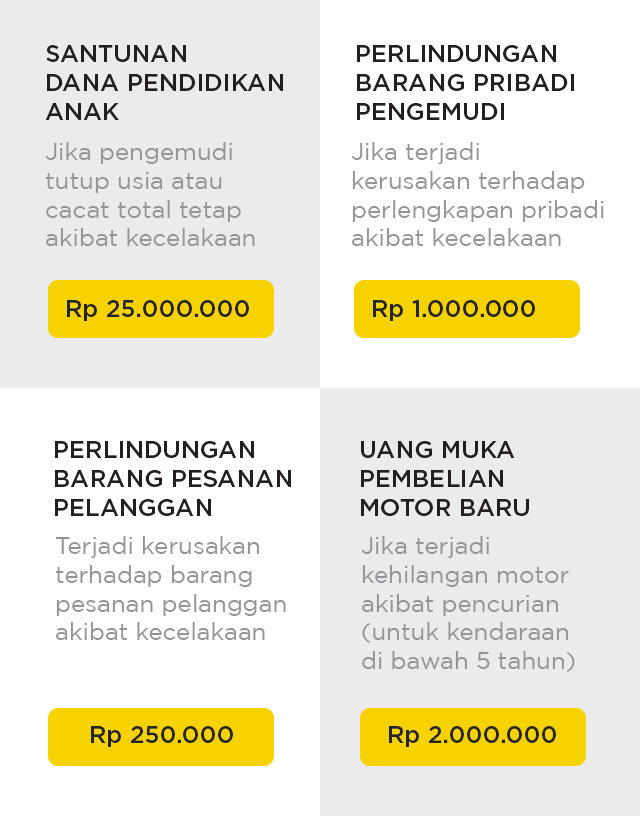 SANTUNAN
DANA PENDIDIKAN
ANAK
Jika pengemudi
tutup usia atau
cacat total tetap
akibat kecelakaan
Rp 25.000.000
PERLINDUNGAN
BARANG PRIBADI
PENGEMUDI
Jika terjadi
kerusakan terhadap
perlengkapan pribadi
akibat kecelakaan
Rp 1.000.000
PERLINDUNGAN
BARANG PESANAN
PELANGGAN
Terjadi kerusakan
terhadap barang
pesanan pelanggan
akibat kecelakaan
Rp 250.000
UANG MUKA
PEMBELIAN
MOTOR BARU
Jika terjadi
kehilangan motor
akibat pencurian
(untuk kendaraan
di bawah 5 tahun)
Rp 2.000.000